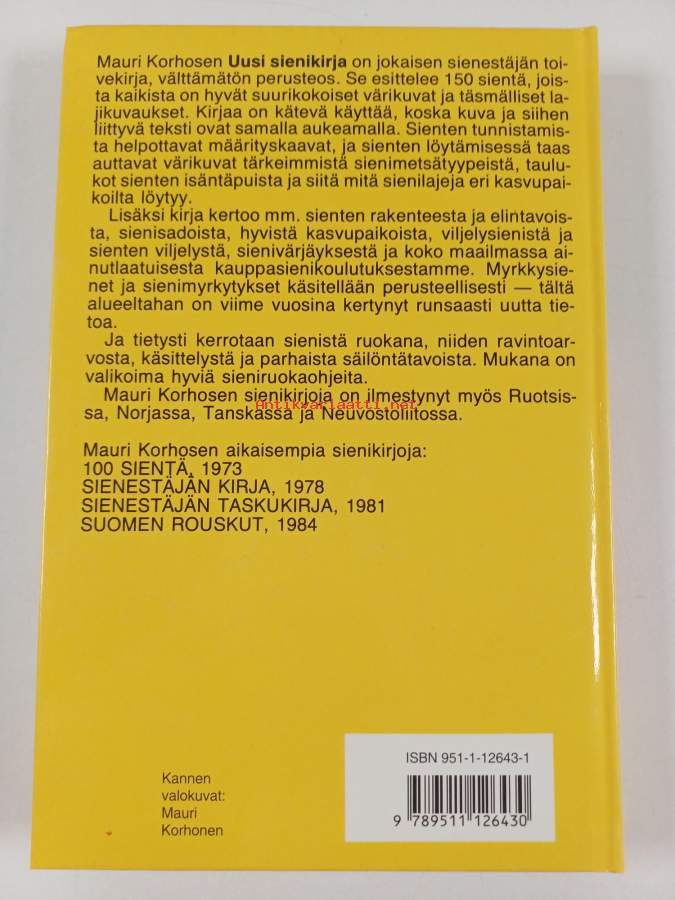 Mauri Korhosen Uusi sienikirja on jokaisen sienestäjän toi-
vekirja, välttämätön perusteos. Se esittelee 150 sientä, jois-
ta kaikista on hyvät suurikokoiset värikuvat ja täsmälliset la-
jikuvaukset. Kirjaa on kätevä käyttää, koska kuva ja siihen
liittyvä teksti ovat samalla aukeamalla. Sienten tunnistamis-
ta helpottavat määrityskaavat, ja sienten löytämisessä taas
auttavat värikuvat tärkeimmistä sienimetsätyypeistä, taulu-
kot sienten isäntäpuista ja siitä mitä sienilajeja eri kasvupai-
koilta löytyy.
Lisäksi kirja kertoo mm. sienten rakenteesta ja elintavois-
ta, sienisadoista, hyvistä kasvupaikoista, viljelysienistä ja
sienten viljelystä, sienivärjäyksestä ja koko maailmassa ai-
nutlaatuisesta kauppasienikoulutuksestamme. Myrkkysie-
net ja sienimyrkytykset käsitellään perusteellisesti — tältä
alueeltahan on viime vuosina kertynyt runsaasti uutta tie-
toa.
Ja tietysti kerrotaan sienistä ruokana, niiden ravintoar-
vosta, käsittelystä ja parhaista säilöntätavoista. Mukana on
valikoima hyviä sieniruokaohjeita.
Mauri Korhosen sienikirjoja on ilmestynyt myös Ruotsis-
sa, Norjassa, Tanskassa ja Neuvostoliitossa.
Antikvariaatti.net
Mauri Korhosen aikaisempia sienikirjoja:
100 SIENTÄ, 1973
SIENESTÄJÄN KIRJA, 1978
SIENESTÄJÄN TASKUKIRJA, 1981
SUOMEN ROUSKUT, 1984
Kannen
valokuvat:
Mauri
Korhonen
ISBN 951-1-12643-1
9 789511 126430